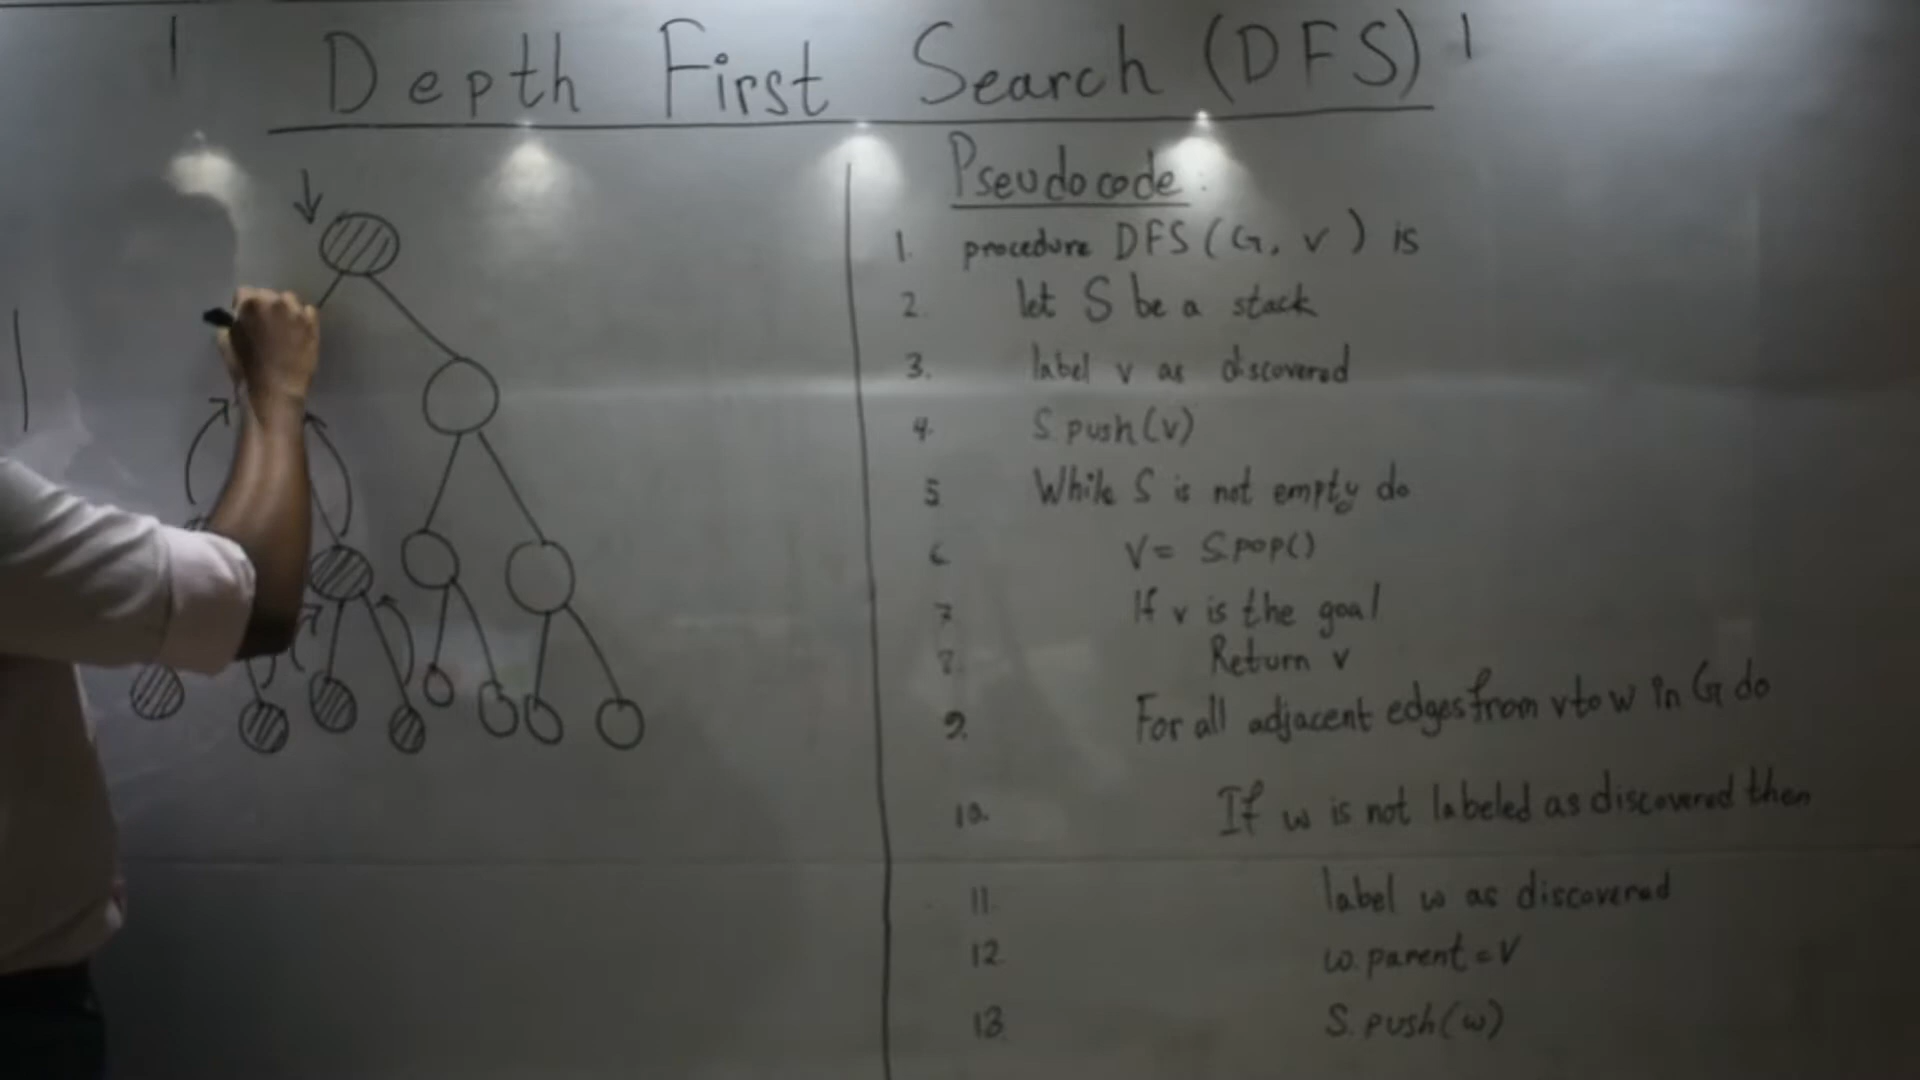 Depth First Search (DFS)
Pseudocode
1. procedure DFS (G, v) is
2. let S be a stack
3. label v as discovered
4. S.push(v)
5 While S is not empty do
6 V = S.POP()
7 If v is the goal
8. Return v
9. For all adjacent edges from v to w in G do
10. If w is not labeled as discovered then
11. label w as discovered
12. w.parent = V
13 S.push(w)